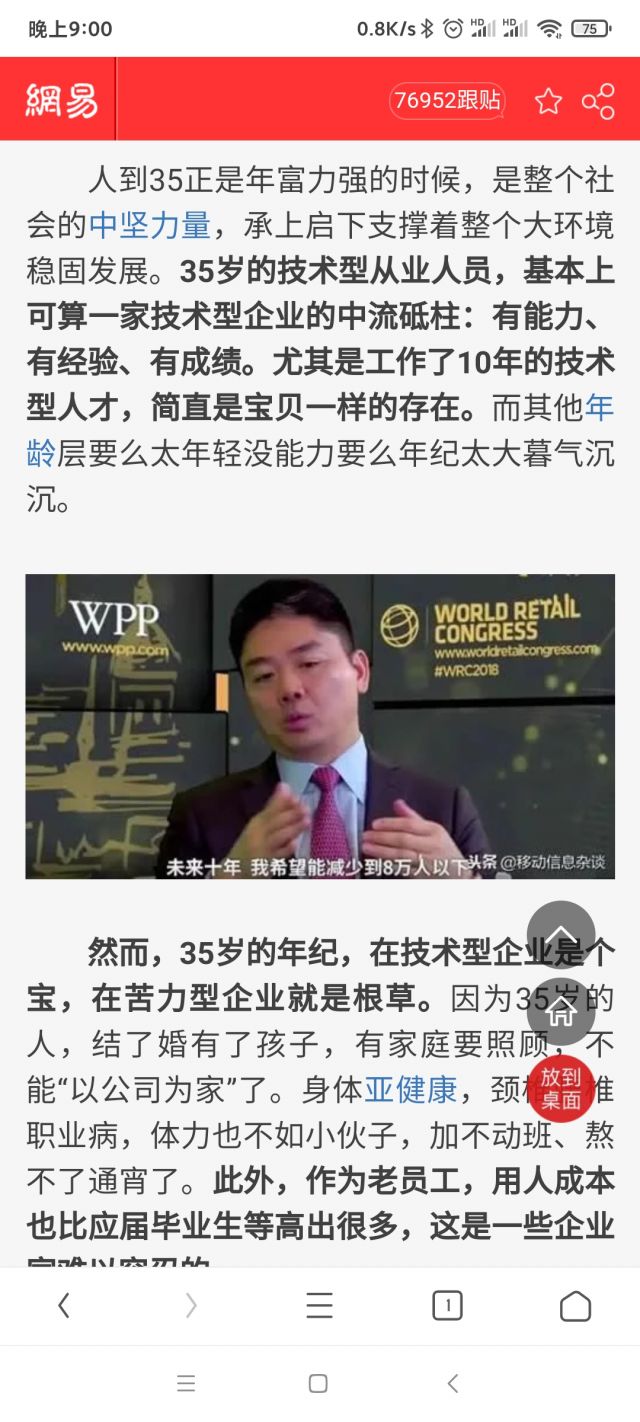 晚上9:00
0.8K/s
HD
HD
75
網易
76952跟贴
人到35正是年富力强的时候，是整个社
会的中坚力量，承上启下支撑着整个大环境
稳固发展。35岁的技术型从业人员，基本上
可算一家技术型企业的中流砥柱：有能力、
有经验、有成绩。尤其是工作了10年的技术
型人才，简直是宝贝一样的存在。而其他年
龄层要么太年轻没能力要么年纪太大暮气沉
沉。
WPP
www.wpp.com
WORLD RETAIL
CONGRESS
www.worldretailcongress.com
#WRC2018
未来十年 我希望能减少到8万人以下
头条 @移动信息杂谈
然而，35岁的年纪，在技术型企业是个
宝，在苦力型企业就是根草。因为35岁的
人，结了婚有了孩子，有家庭要照顾，不
能“以公司为家”了。身体亚健康，颈椎 椎
放到
桌面
职业病，体力也不如小伙子，加不动班、熬
不了通宵了。此外，作为老员工，用人成本
也比应届毕业生等高出很多，这是一些企业
1